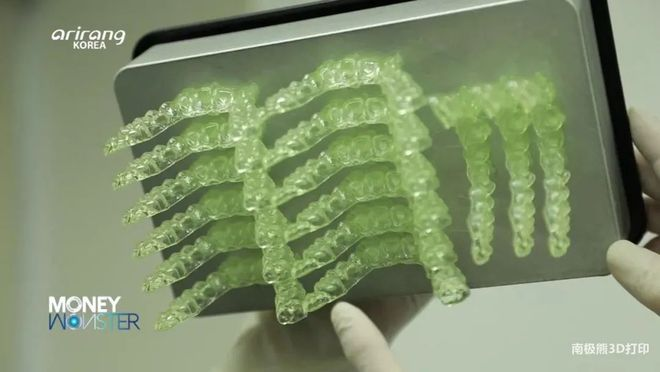 arirang
KOREA
MONEY
MONSTER
南极熊3D打印